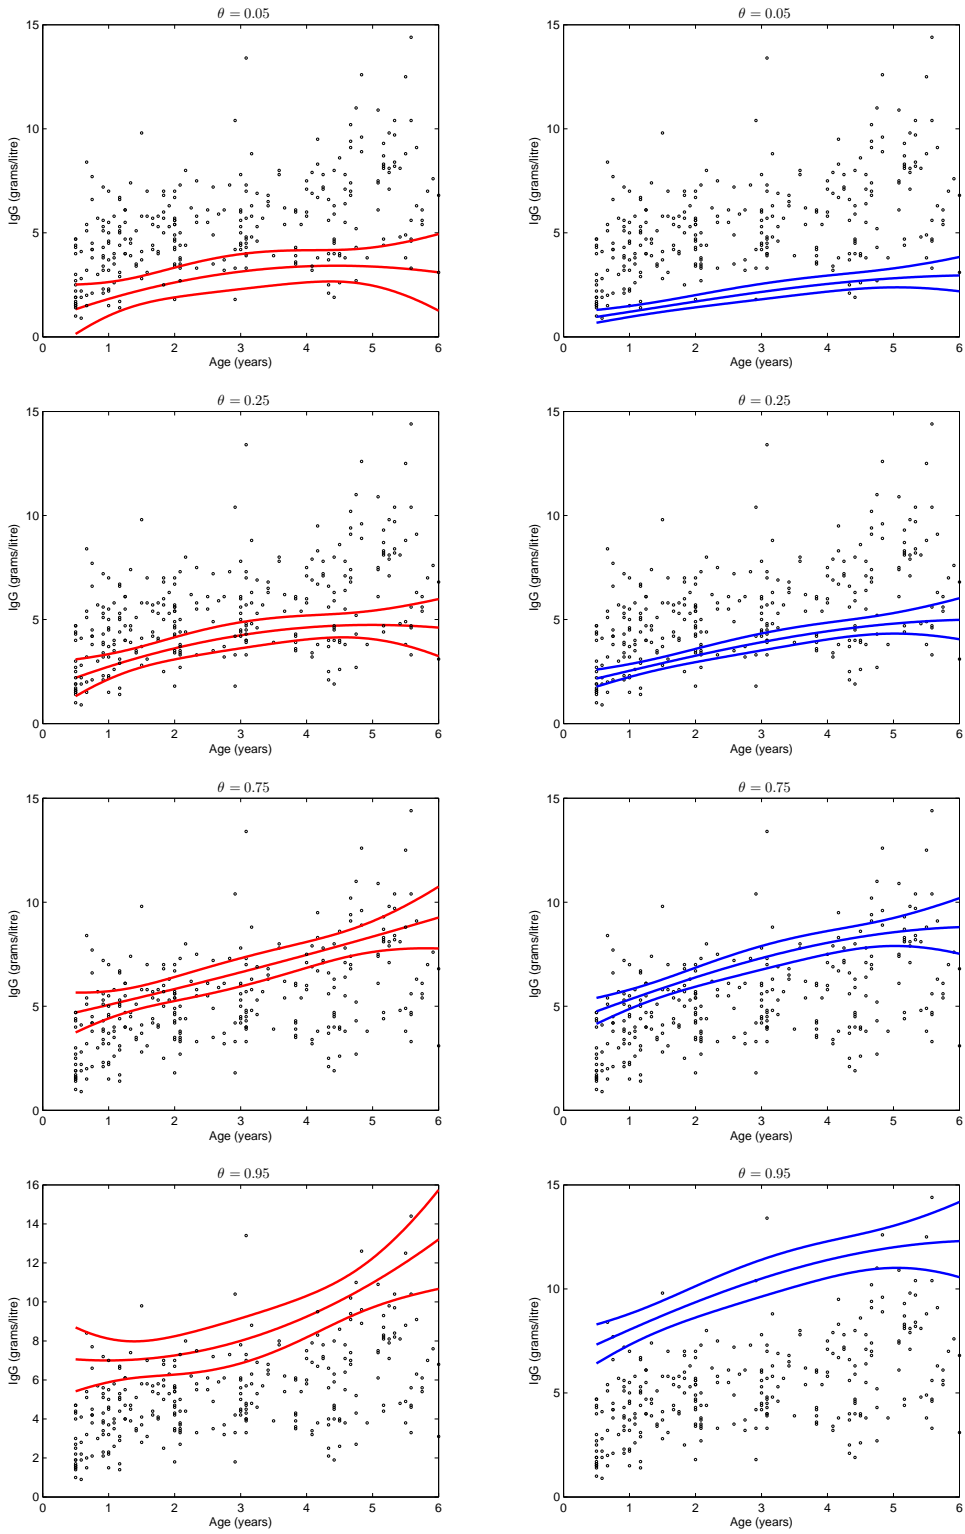 θ = 0.05
15
10
5
0
IgG (grams/litre)
0 1 2 3 4 5 6
Age (years)
θ = 0.05
15
10
5
0
IgG (grams/litre)
0 1 2 3 4 5 6
Age (years)
θ = 0.25
15
10
5
0
IgG (grams/litre)
0 1 2 3 4 5 6
Age (years)
θ = 0.25
15
10
5
0
IgG (grams/litre)
0 1 2 3 4 5 6
Age (years)
θ = 0.75
15
10
5
0
IgG (grams/litre)
0 1 2 3 4 5 6
Age (years)
θ = 0.75
15
10
5
0
IgG (grams/litre)
0 1 2 3 4 5 6
Age (years)
θ = 0.95
16
14
12
10
8
6
4
2
0
IgG (grams/litre)
0 1 2 3 4 5 6
Age (years)
θ = 0.95
15
10
5
0
IgG (grams/litre)
0 1 2 3 4 5 6
Age (years)